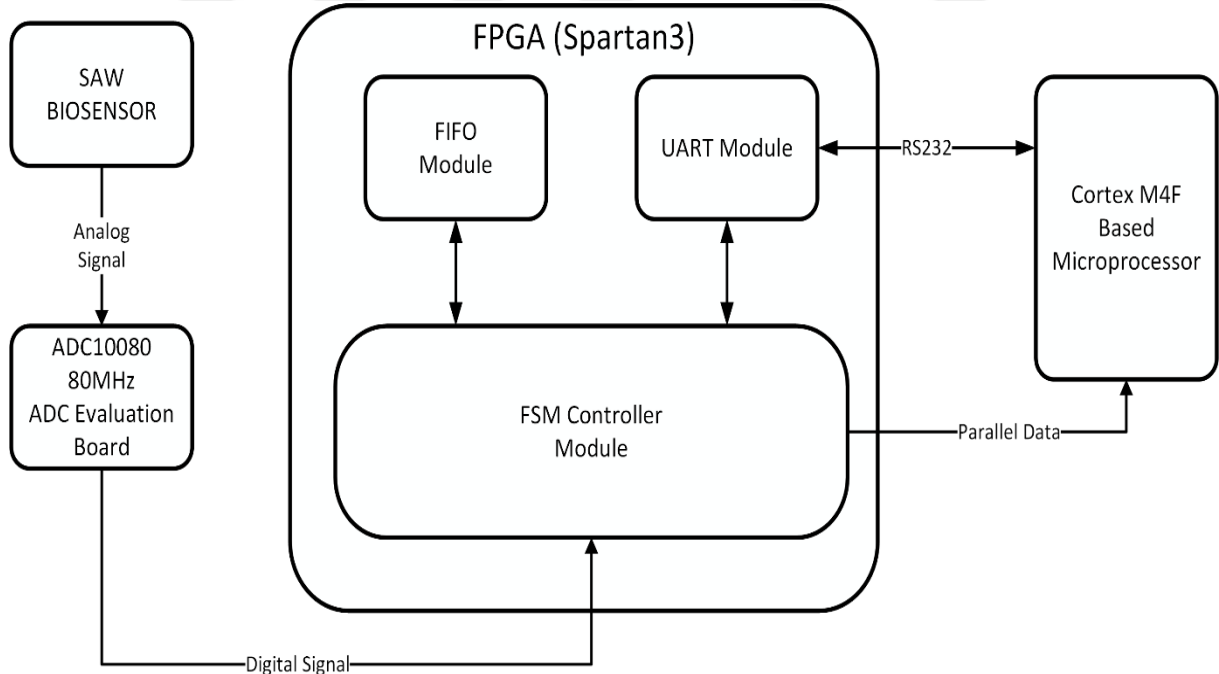 SAW
BIOSENSOR
Analog
Signal
ADC10080
80MHz
ADC Evaluation
Board
Digital Signal
FPGA (Spartan3)
FIFO
Module
UART Module
FSM Controller
Module
RS232
Parallel Data
Cortex M4F
Based
Microprocessor